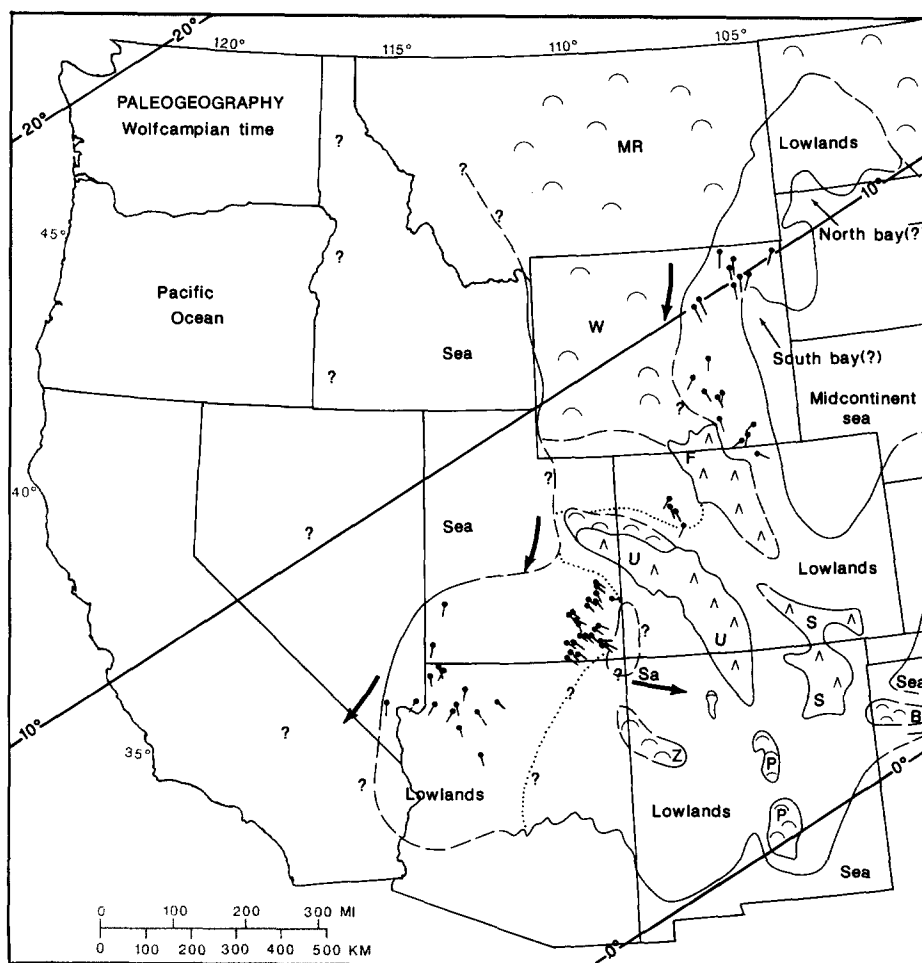 20°
120°
115°
110°
105°
20°
PALEOGEOGRAPHY
Wolfcampian time
?
MR
Lowlands
?
10°
?
North bay(?
45°
?
Pacific
Ocean
W
Sea
South bay(?)
?
Midcontinent
sea
?
F
?
40°
?
Sea
U
Lowlands
S
?
U
?
Sa
S
Sea
?
B
10°
?
Z
P
35°
?
?
0°
Lowlands
Lowlands
P
Sea
0 100 200 300 MI
0 100 200 300 400 500 KM
0°